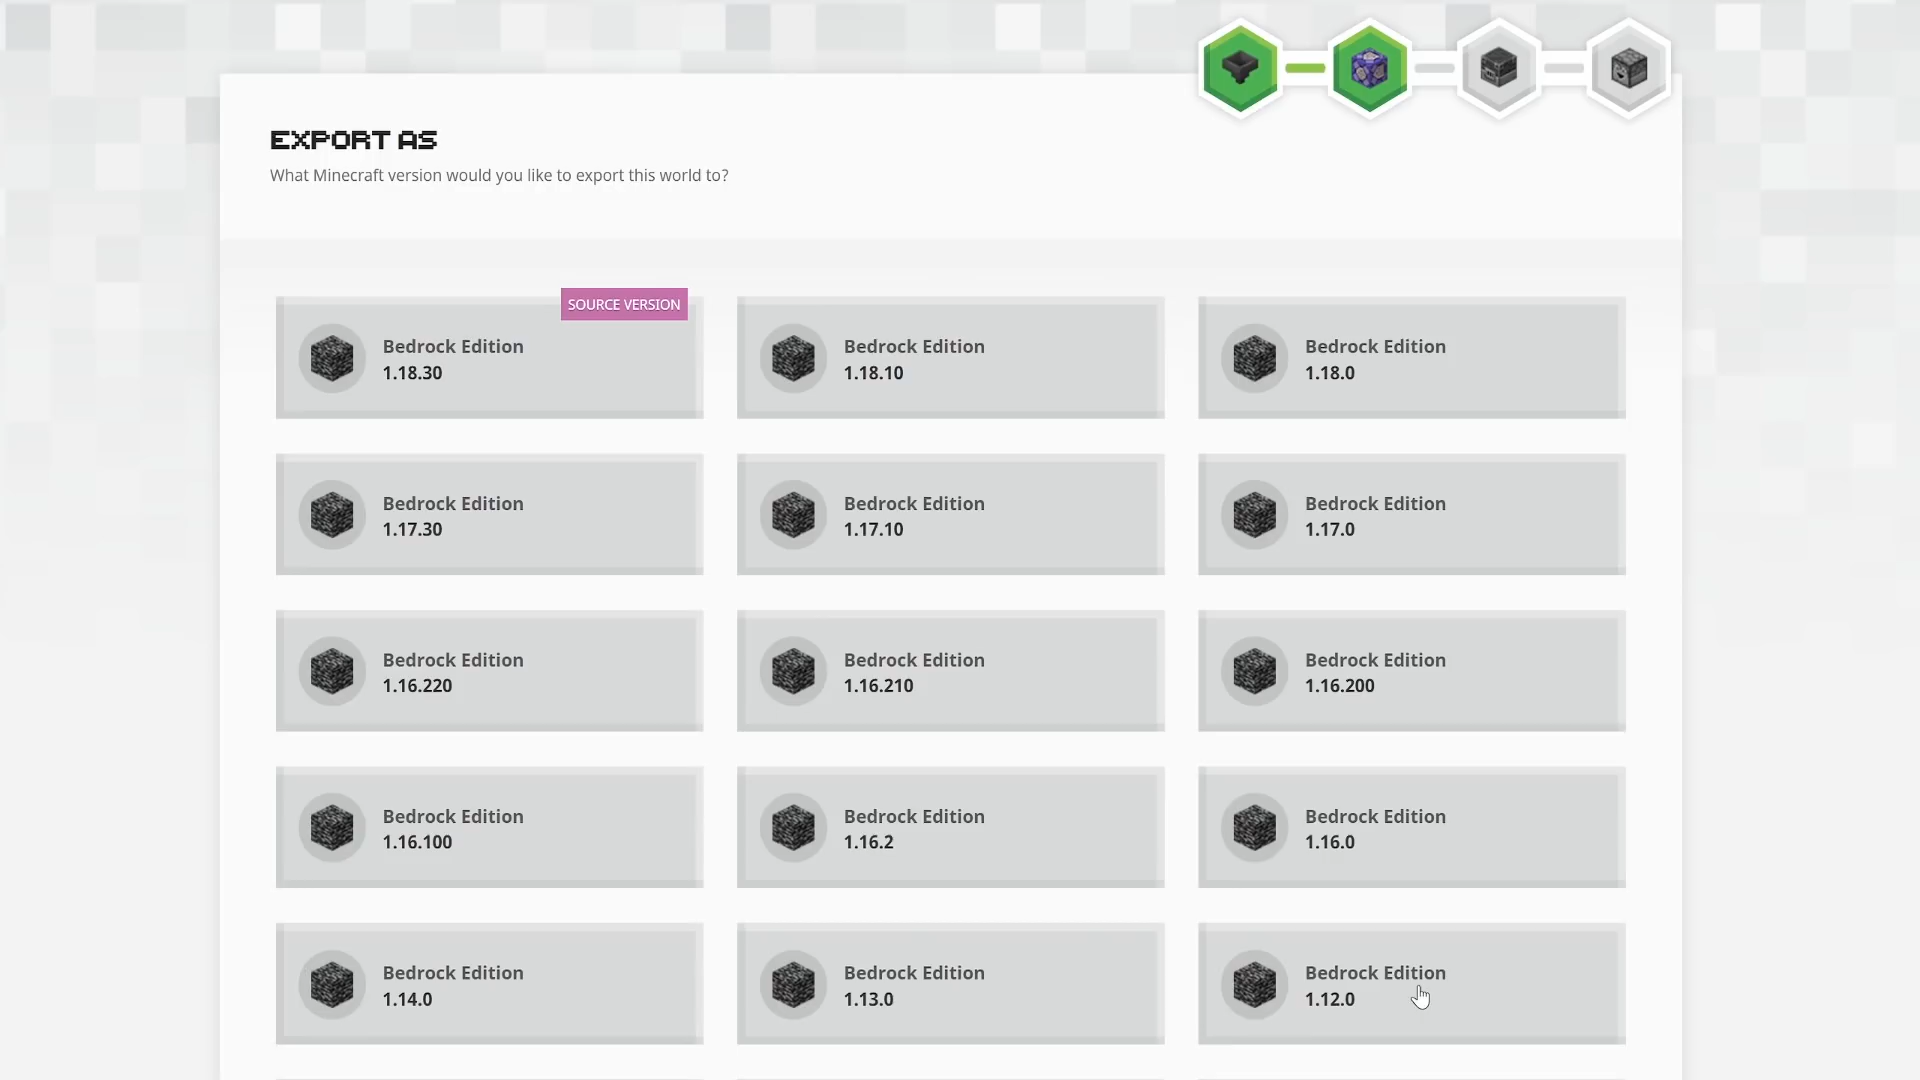 EXPORT AS
What Minecraft version would you like to export this world to?
SOURCE VERSION
Bedrock Edition
1.18.30
Bedrock Edition
1.18.10
Bedrock Edition
1.18.0
Bedrock Edition
1.17.30
Bedrock Edition
1.17.10
Bedrock Edition
1.17.0
Bedrock Edition
1.16.220
Bedrock Edition
1.16.210
Bedrock Edition
1.16.200
Bedrock Edition
1.16.100
Bedrock Edition
1.16.2
Bedrock Edition
1.16.0
Bedrock Edition
1.14.0
Bedrock Edition
1.13.0
Bedrock Edition
1.12.0